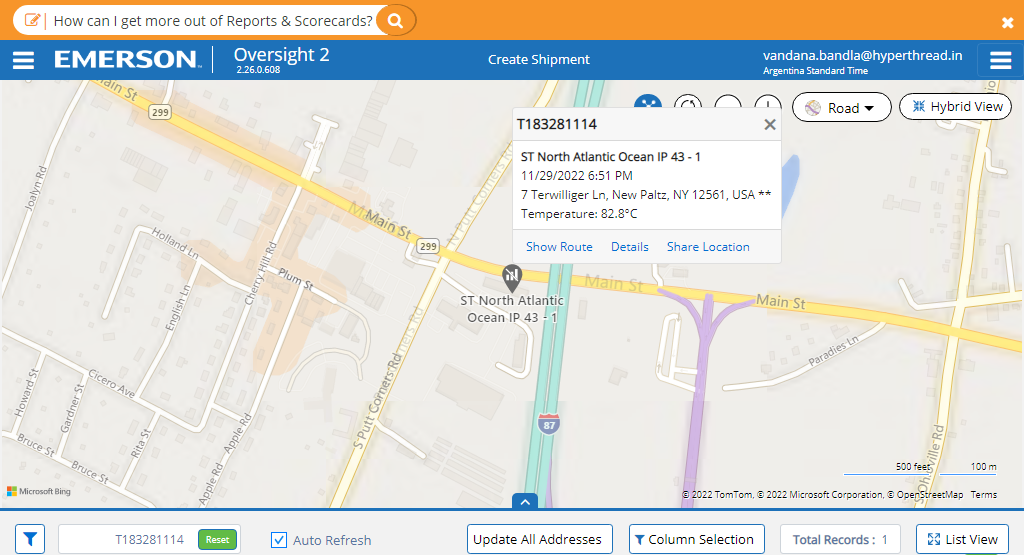 How can I get more out of Reports & Scorecards?
EMERSON
Oversight 2
2.26.0.608
Create Shipment
vandana.bandla@hyperthread.in
Argentina Standard Time
Main St
299
Road
Hybrid View
T183281114
ST North Atlantic Ocean IP 43 - 1
11/29/2022 6:51 PM
7 Terwilliger Ln, New Paltz, NY 12561, USA **
Temperature: 82.8°C
Show Route
Details
Share Location
Joalyn Rd
N Putt Corners Rd
M Main St
299
Holland Ln
Cherry Hill Rd
Plum St
English Ln
Main St
ST North Atlantic
Ocean IP 43 - 1
Main St
Paradies Ln
S Putt Corners Rd
Howard St
Gardner St
Cicero Ave
Rita St
Apple Rd
Apple Rd
Bruce St
Bruce St
87
S Ohioville Rd
500 feet
100 m
Microsoft Bing
© 2022 TomTom, © 2022 Microsoft Corporation, © OpenStreetMap Terms
T183281114
Reset
Auto Refresh
Update All Addresses
Column Selection
Total Records : 1
List View